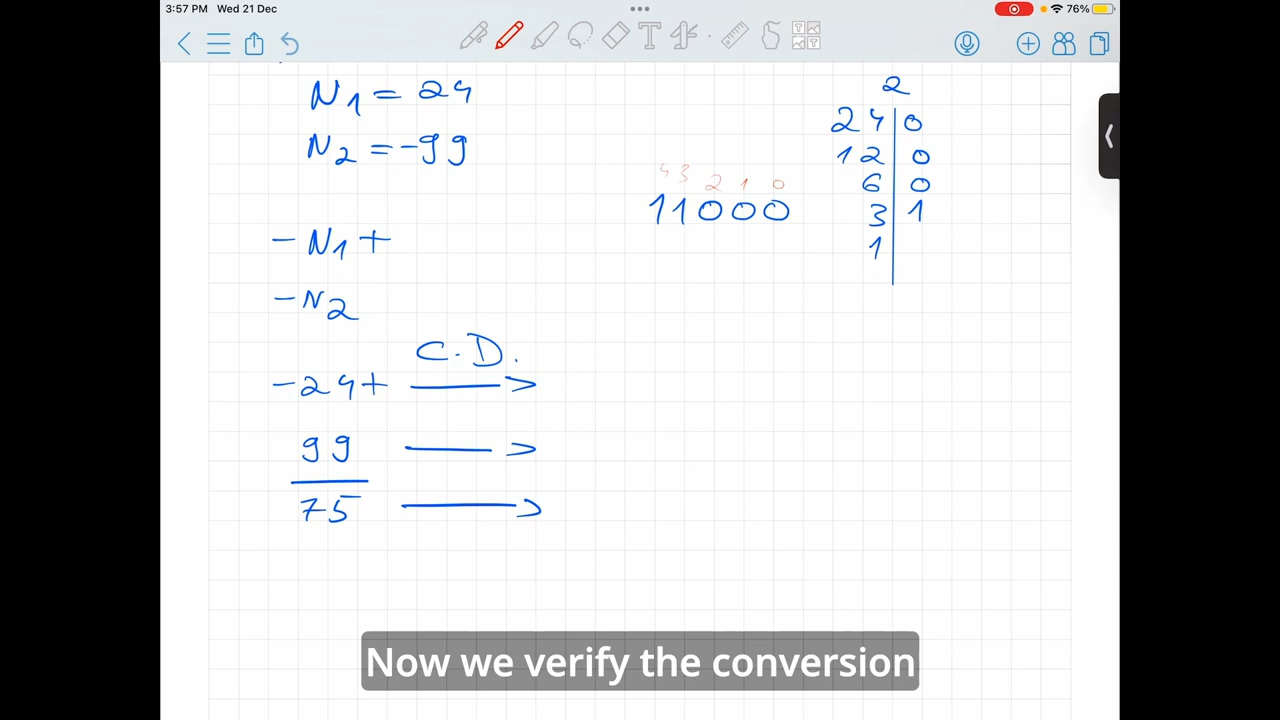 3:57 PM Wed 21 Dec
76%
N1 = 24
N2 = -99
-N1 +
-N2
C.D.
-24+
99
75
4 3 2 1 0
11000
2
24 0
12 0
6 0
3 1
1
Now we verify the conversion